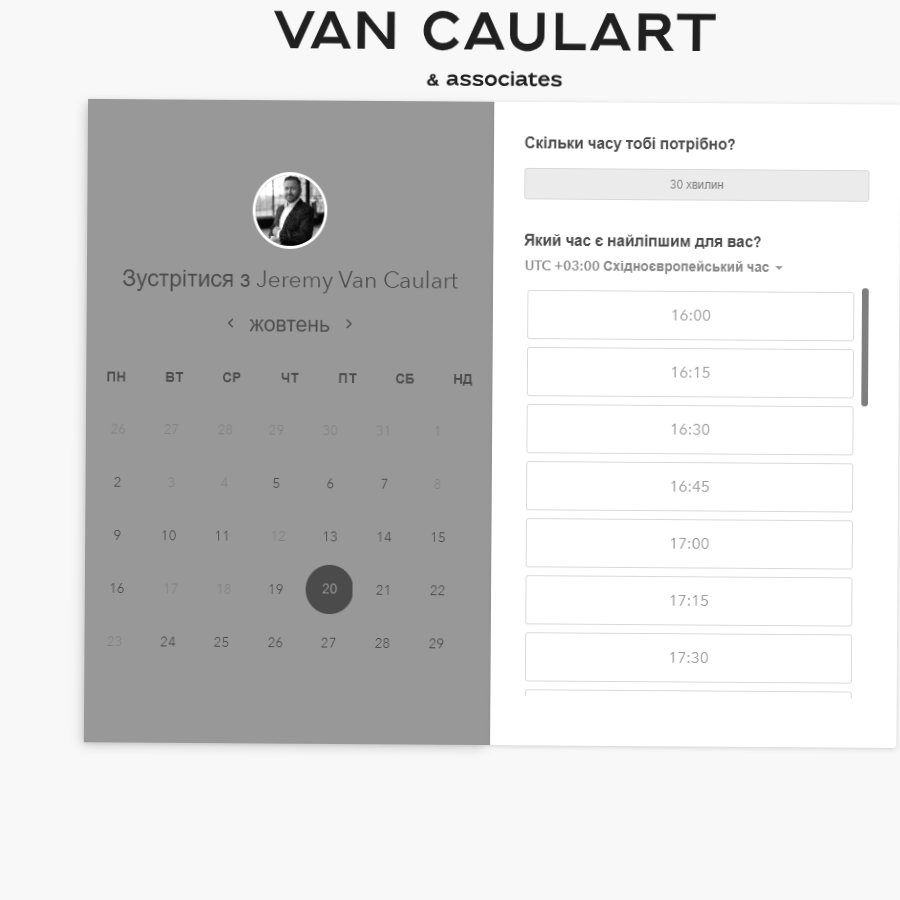 VAN CAULART
& associates
Зустрітися з Jeremy Van Caulart
жовтень
ПН ВТ СР ЧТ ПТ СБ НД
26 27 28 29 30 31 1
2 3 4 5 6 7 8
9 10 11 12 13 14 15
16 17 18 19 20 21 22
23 24 25 26 27 28 29
Скільки часу тобі потрібно?
30 хвилин
Який час є найліпшим для вас?
UTC +03:00 Східноєвропейський час
16:00
16:15
16:30
16:45
17:00
17:15
17:30